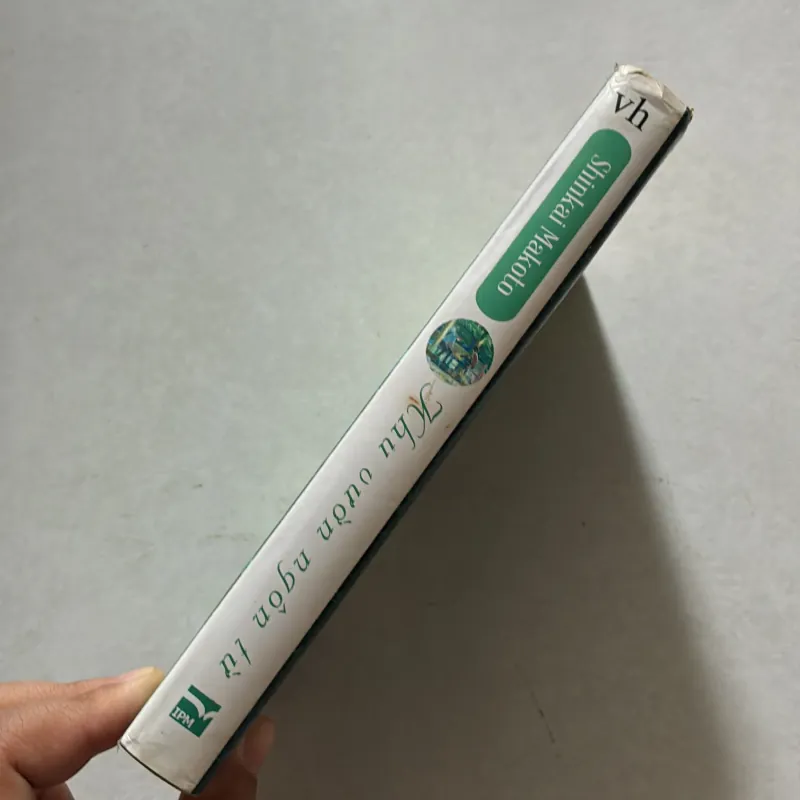 vh
Shinkai Makoto
Khu vườn ngôn từ
IPM